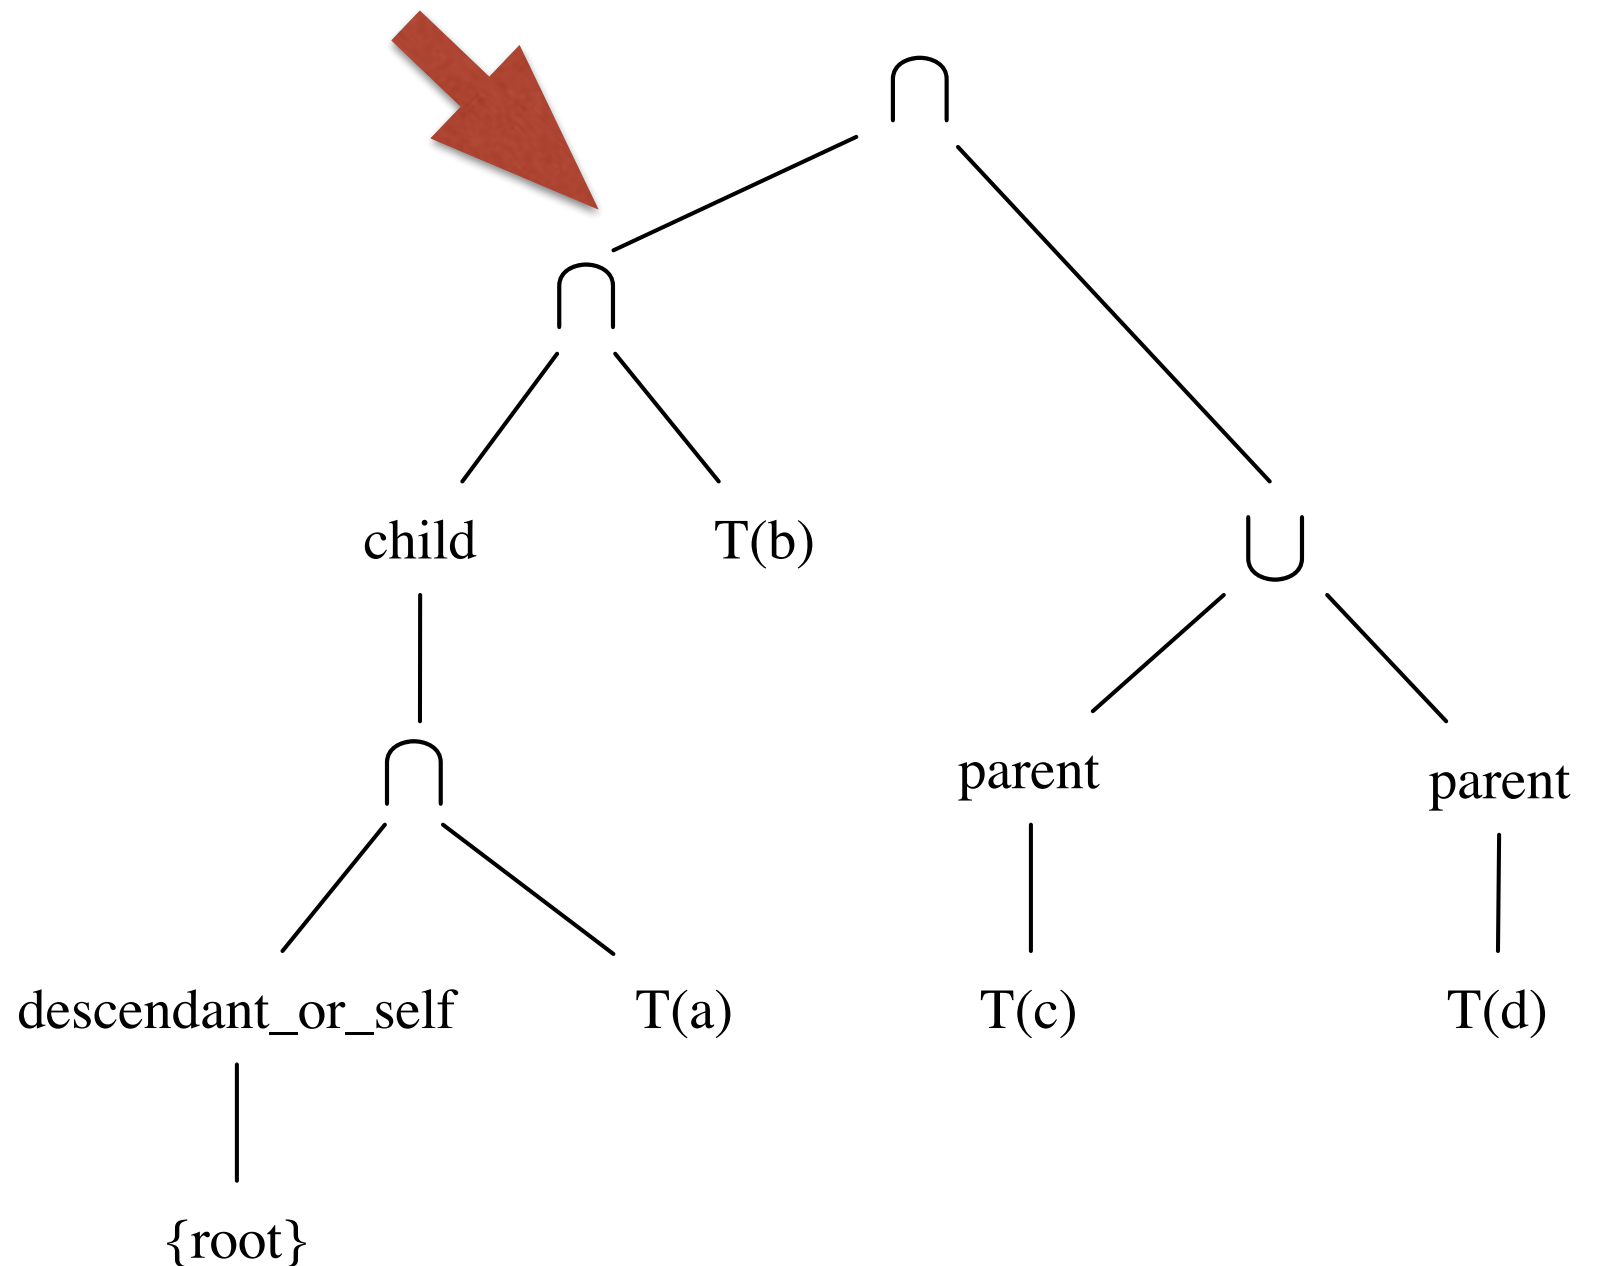 ∩
∩
child T(b)
∪
∩
parent parent
descendant_or_self T(a) T(c) T(d)
{root}